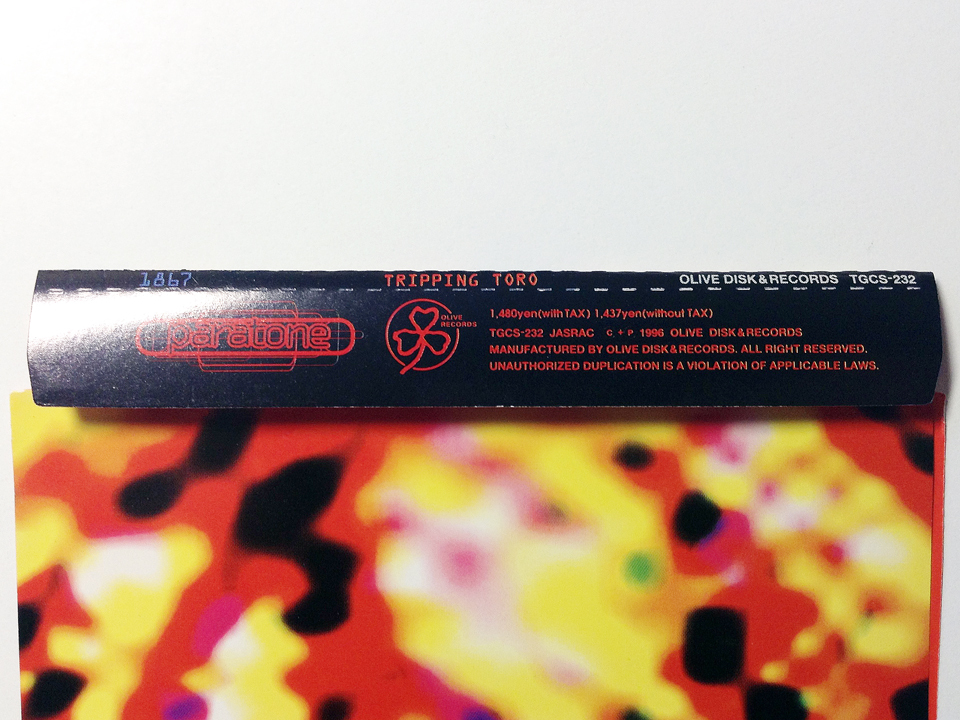 1867 TRIPPING TORO OLIVE DISK&RECORDS TGCS-232
paratone
OLIVE
RECORDS
1,480yen(with TAX) 1,437yen(without TAX)
TGCS-232 JASRAC C + P 1996 OLIVE DISK&RECORDS
MANUFACTURED BY OLIVE DISK&RECORDS. ALL RIGHT RESERVED.
UNAUTHORIZED DUPLICATION IS A VIOLATION OF APPLICABLE LAWS.